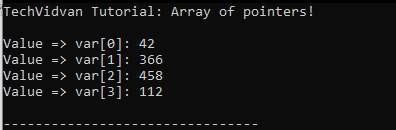 TechVidvan Tutorial: Array of pointers!
Value => var[0]: 42
Value => var[1]: 366
Value => var[2]: 458
Value => var[3]: 112
--------------------------------